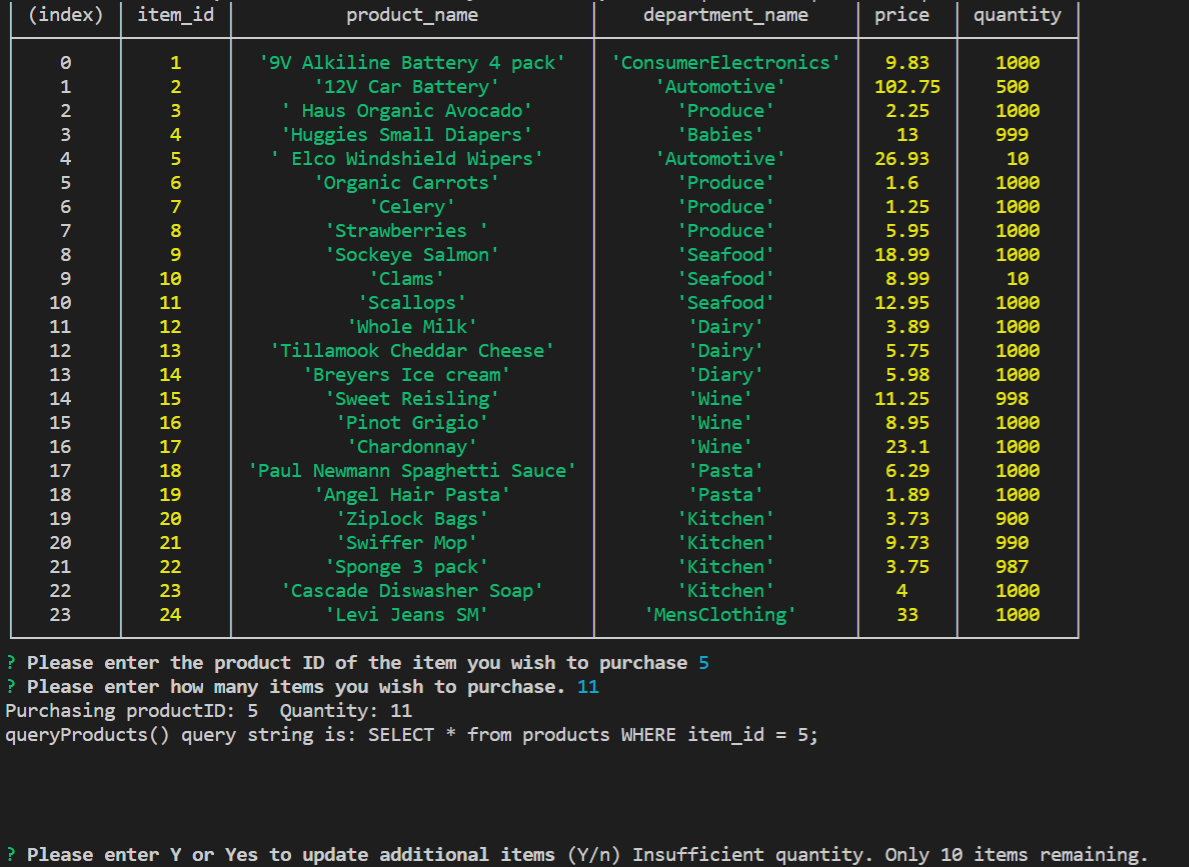 (index) item_id product_name department_name price quantity
0 1 '9V Alkiline Battery 4 pack' 'ConsumerElectronics' 9.83 1000
1 2 '12V Car Battery' 'Automotive' 102.75 500
2 3 ' Haus Organic Avocado' 'Produce' 2.25 1000
3 4 'Huggies Small Diapers' 'Babies' 13 999
4 5 ' Elco Windshield Wipers' 'Automotive' 26.93 10
5 6 'Organic Carrots' 'Produce' 1.6 1000
6 7 'Celery' 'Produce' 1.25 1000
7 8 'Strawberries ' 'Produce' 5.95 1000
8 9 'Sockeye Salmon' 'Seafood' 18.99 1000
9 10 'Clams' 'Seafood' 8.99 10
10 11 'Scallops' 'Seafood' 12.95 1000
11 12 'Whole Milk' 'Dairy' 3.89 1000
12 13 'Tillamook Cheddar Cheese' 'Dairy' 5.75 1000
13 14 'Breyers Ice cream' 'Diary' 5.98 1000
14 15 'Sweet Reisling' 'Wine' 11.25 998
15 16 'Pinot Grigio' 'Wine' 8.95 1000
16 17 'Chardonnay' 'Wine' 23.1 1000
17 18 'Paul Newmann Spaghetti Sauce' 'Pasta' 6.29 1000
18 19 'Angel Hair Pasta' 'Pasta' 1.89 1000
19 20 'Ziplock Bags' 'Kitchen' 3.73 900
20 21 'Swiffer Mop' 'Kitchen' 9.73 990
21 22 'Sponge 3 pack' 'Kitchen' 3.75 987
22 23 'Cascade Diswasher Soap' 'Kitchen' 4 1000
23 24 'Levi Jeans SM' 'MensClothing' 33 1000
? Please enter the product ID of the item you wish to purchase 5
? Please enter how many items you wish to purchase. 11
Purchasing productID: 5  Quantity: 11
queryProducts() query string is: SELECT * from products WHERE item_id = 5;
? Please enter Y or Yes to update additional items (Y/n) Insufficient quantity. Only 10 items remaining.